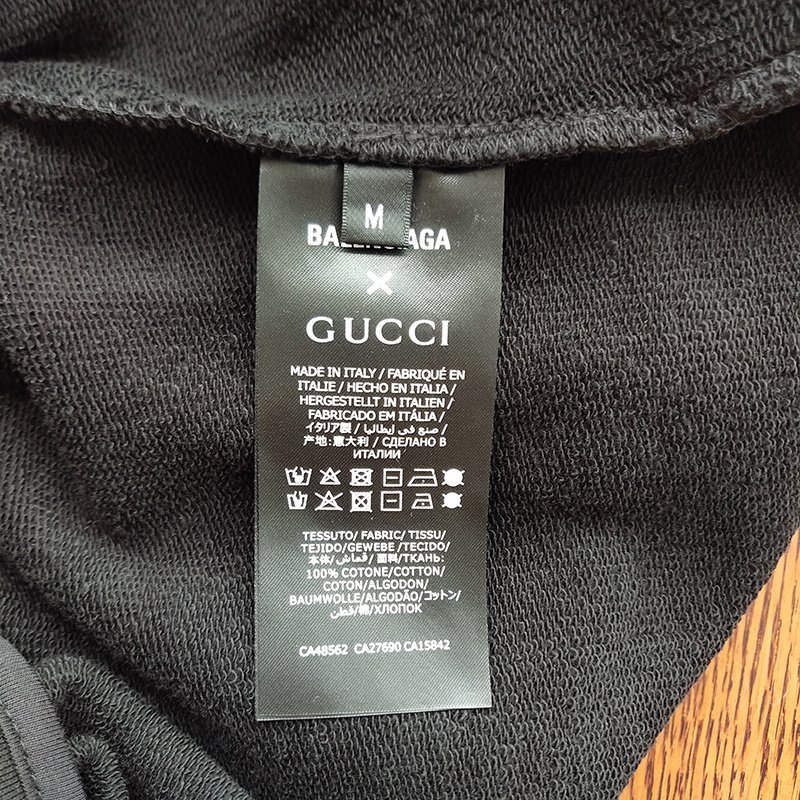 M
BALENCIAGA
×
GUCCI
MADE IN ITALY / FABRIQUÉ EN
ITALIE / HECHO EN ITALIA /
HERGESTELLT IN ITALIEN /
FABRICADO EM ITÁLIA /
イタリア製 / صنع في إيطاليا /
产地:意大利 / СДЕЛАНО В
ИТАЛИИ
TESSUTO/ FABRIC/ TISSU/
TEJIDO/GEWEBE /TECIDO/
本体/ قماش/ 面料/ТКАНЬ:
100% COTONE/COTTON/
COTON/ALGODON/
BAUMWOLLE/ALGODÃO/コットン/
قطن/棉/ХЛОПОК
CA48562 CA27690 CA15842